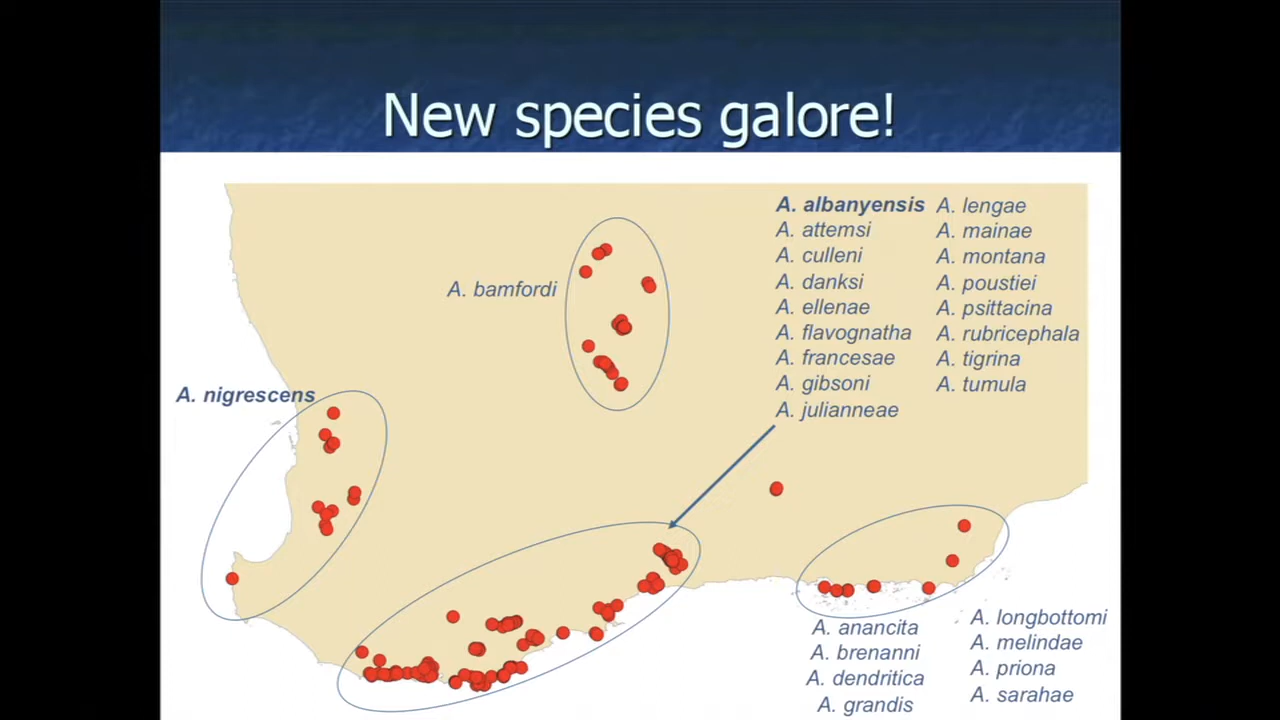 New species galore!
A. albanyensis
A. attemsi
A. culleni
A. danksi
A. ellenae
A. flavognatha
A. francesae
A. gibsoni
A. julianneae
A. lengae
A. mainae
A. montana
A. poustiei
A. psittacina
A. rubricephala
A. tigrina
A. tumula
A. bamfordi
A. nigrescens
A. anancita
A. brenanni
A. dendritica
A. grandis
A. longbottomi
A. melindae
A. priona
A. sarahae